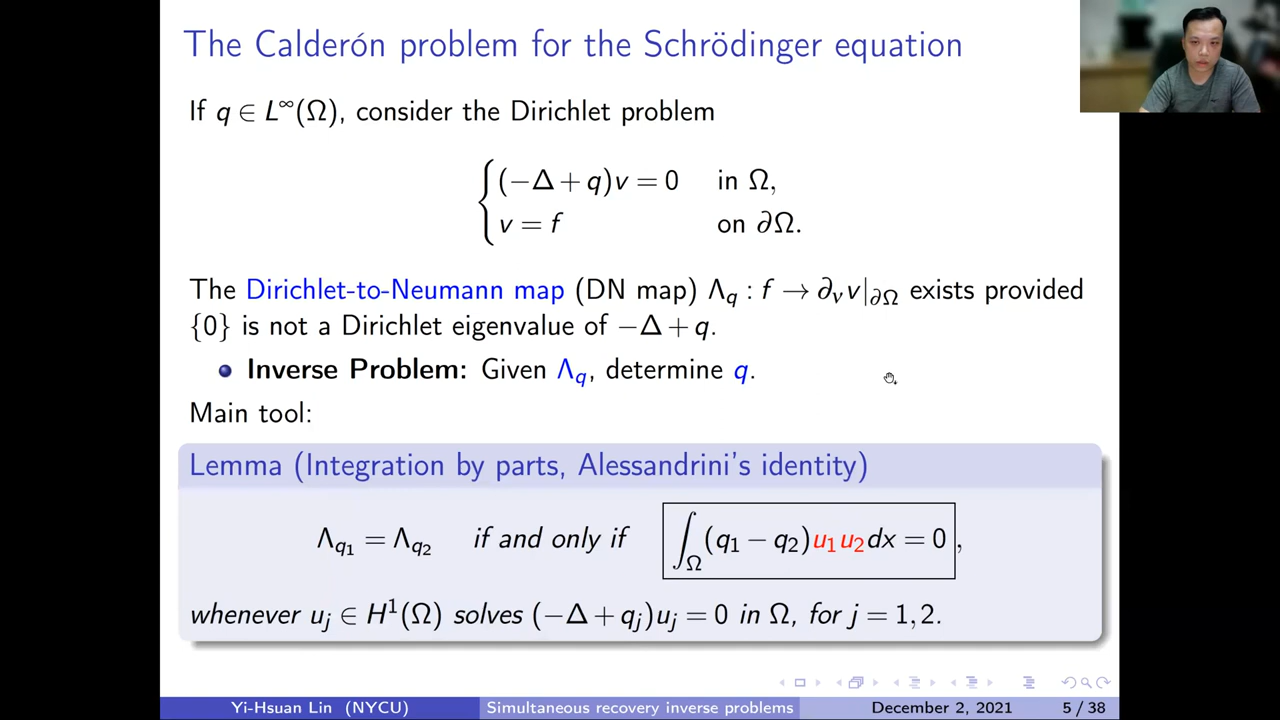 The Calderón problem for the Schrödinger equation
If q ∈ L^∞(Ω), consider the Dirichlet problem
(−Δ + q)v = 0 in Ω,
v = f on ∂Ω.
The Dirichlet-to-Neumann map (DN map) Λ_q : f → ∂_ν v|_∂Ω exists provided
{0} is not a Dirichlet eigenvalue of −Δ + q.
Inverse Problem: Given Λ_q, determine q.
Main tool:
Lemma (Integration by parts, Alessandrini's identity)
Λ_q₁ = Λ_q₂ if and only if ∫_Ω (q₁ − q₂)u₁u₂dx = 0,
whenever u_j ∈ H¹(Ω) solves (−Δ + q_j)u_j = 0 in Ω, for j = 1, 2.
Yi-Hsuan Lin (NYCU) Simultaneous recovery inverse problems December 2, 2021 5 / 38